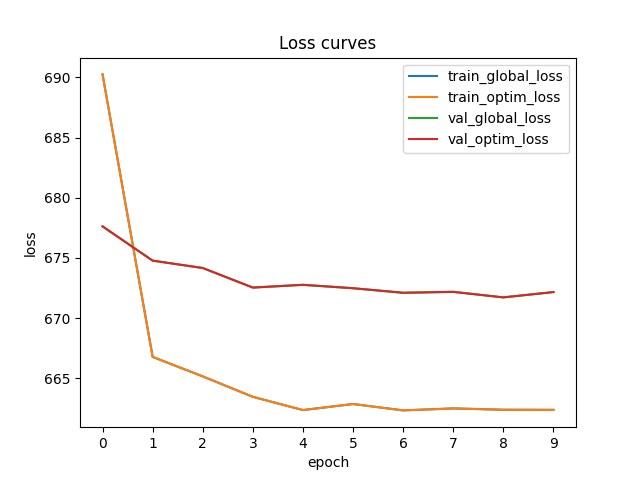 Loss curves
train_global_loss
train_optim_loss
val_global_loss
val_optim_loss
690
685
680
675
670
665
loss
0 1 2 3 4 5 6 7 8 9
epoch